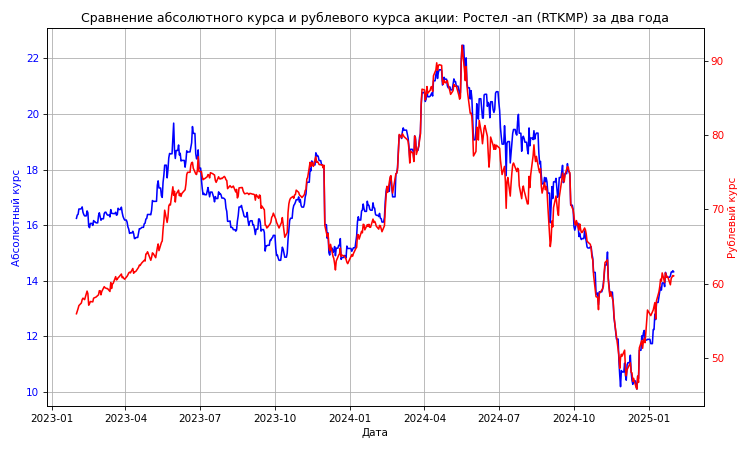 Сравнение абсолютного курса и рублевого курса акции: Ростел -ап (RTKMP) за два года
22
20
18
16
14
12
10
Абсолютный курс
90
80
70
60
50
Рублевый курс
2023-01 2023-04 2023-07 2023-10 2024-01 2024-04 2024-07 2024-10 2025-01
Дата